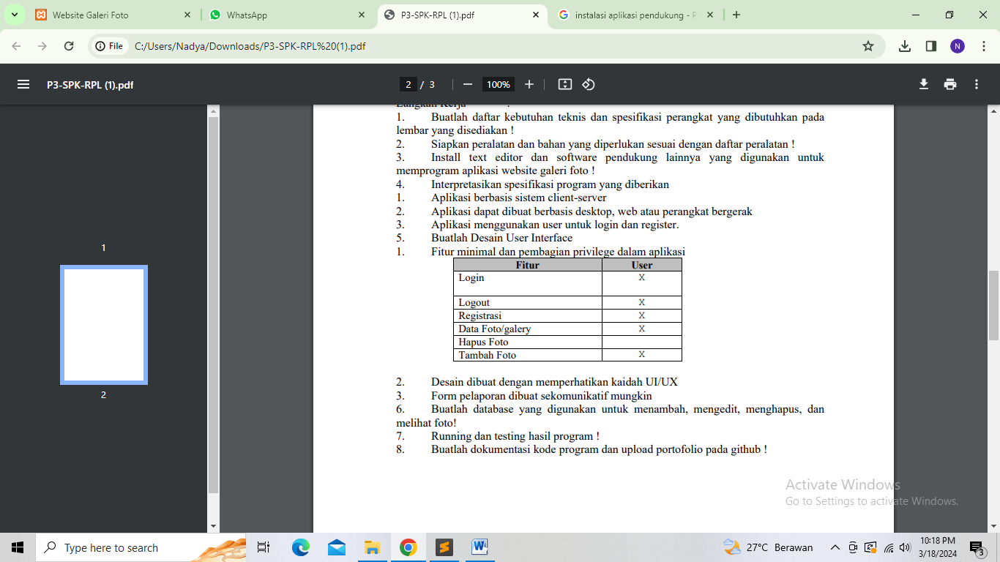 Website Galeri Foto
WhatsApp
P3-SPK-RPL (1).pdf
instalasi aplikasi pendukung -
File
C:/Users/Nadya/Downloads/P3-SPK-RPL%20(1).pdf
N
P3-SPK-RPL (1).pdf
2 / 3
100%
Langkah Kerja :
1. Buatlah daftar kebutuhan teknis dan spesifikasi perangkat yang dibutuhkan pada
lembar yang disediakan !
2. Siapkan peralatan dan bahan yang diperlukan sesuai dengan daftar peralatan !
3. Install text editor dan software pendukung lainnya yang digunakan untuk
memprogram aplikasi website galeri foto !
4. Interpretasikan spesifikasi program yang diberikan
1. Aplikasi berbasis sistem client-server
2. Aplikasi dapat dibuat berbasis desktop, web atau perangkat bergerak
3. Aplikasi menggunakan user untuk login dan register.
5. Buatlah Desain User Interface
1. Fitur minimal dan pembagian privilege dalam aplikasi
Fitur User
Login X
Logout X
Registrasi X
Data Foto/galery X
Hapus Foto
Tambah Foto X
2. Desain dibuat dengan memperhatikan kaidah UI/UX
3. Form pelaporan dibuat sekomunikatif mungkin
6. Buatlah database yang digunakan untuk menambah, mengedit, menghapus, dan
melihat foto!
7. Running dan testing hasil program !
8. Buatlah dokumentasi kode program dan upload portofolio pada github !
1
2
Activate Windows
Go to Settings to activate Windows.
Type here to search
27°C Berawan
10:18 PM
3/18/2024
3